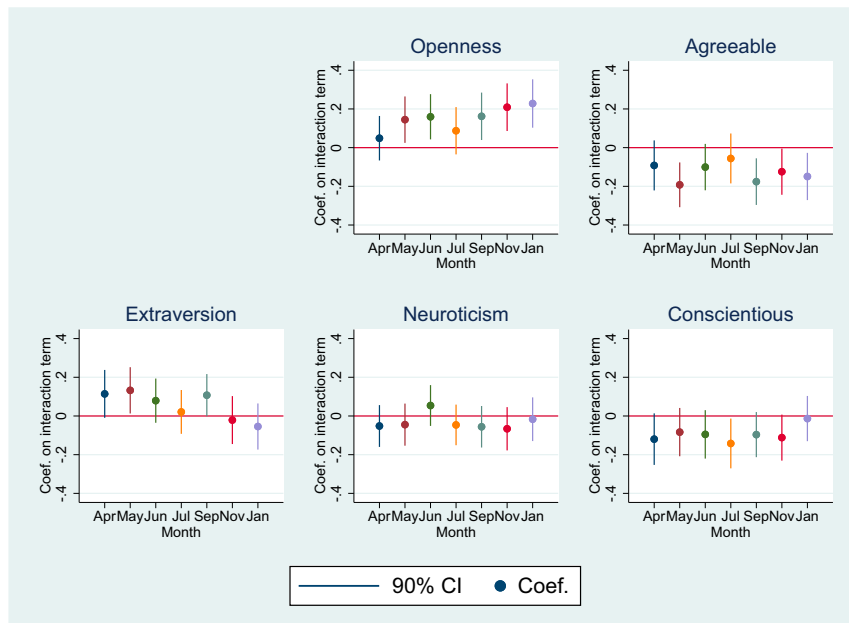 Openness
Coef. on interaction term
.4
.2
0
-.2
-.4
Apr May Jun Jul Sep Nov Jan
Month
Agreeable
Coef. on interaction term
.4
.2
0
-.2
-.4
Apr May Jun Jul Sep Nov Jan
Month
Extraversion
Coef. on interaction term
.4
.2
0
-.2
-.4
Apr May Jun Jul Sep Nov Jan
Month
Neuroticism
Coef. on interaction term
.4
.2
0
-.2
-.4
Apr May Jun Jul Sep Nov Jan
Month
Conscientious
Coef. on interaction term
.4
.2
0
-.2
-.4
Apr May Jun Jul Sep Nov Jan
Month
90% CI Coef.